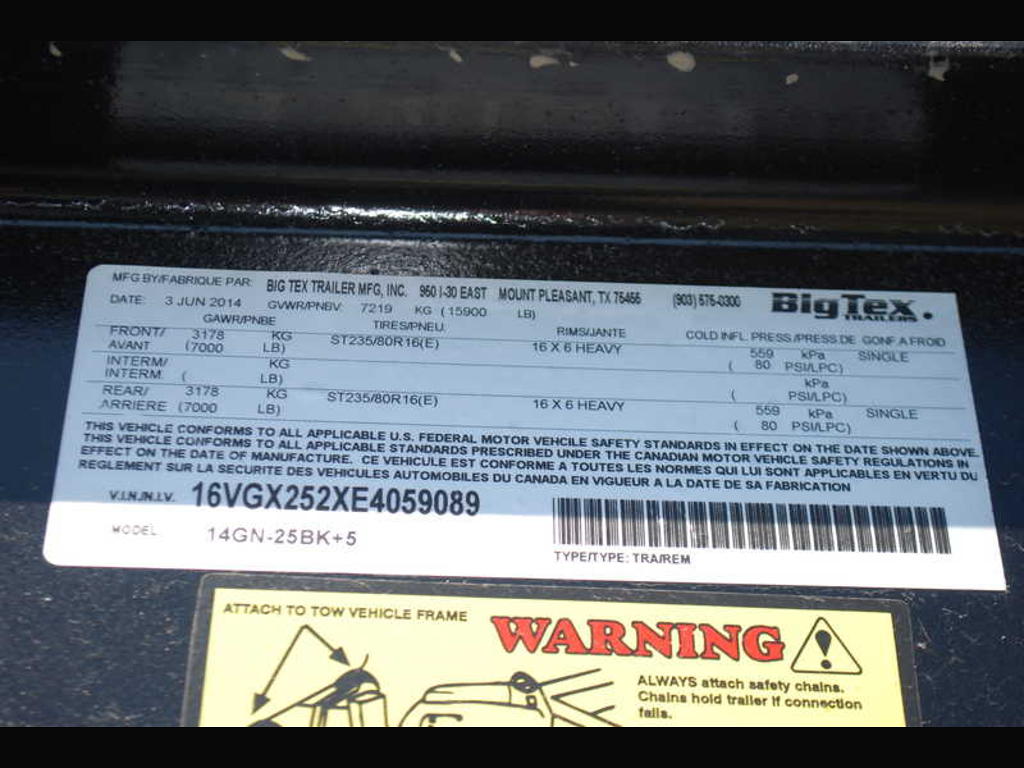 MFG BY/FABRIQUE PAR: BIG TEX TRAILER MFG, INC. 950 I-30 EAST MOUNT PLEASANT, TX 75455 (903) 575-0300 BigTex.
TRAILERS
DATE: 3 JUN 2014 GVWR/PNBV 7219 KG (15900 LB)
GAWR/PNBE TIRES/PNEU. RIMS/JANTE COLD INFL. PRESS./PRESS.DE GONF. A FROID
FRONT/ 3178 KG ST235/80R16(E) 16 X 6 HEAVY 559 kPa SINGLE
AVANT (7000 LB) ( 80 PSI/LPC)
INTERM/ KG kPa
INTERM. ( LB) ( PSI/LPC)
REAR/ 3178 KG ST235/80R16(E) 16 X 6 HEAVY 559 kPa SINGLE
ARRIERE (7000 LB) ( 80 PSI/LPC)
THIS VEHICLE CONFORMS TO ALL APPLICABLE U.S. FEDERAL MOTOR VEHCILE SAFETY STANDARDS IN EFFECT ON THE DATE SHOWN ABOVE.
THIS VEHICLE CONFORMS TO ALL APPLICABLE STANDARDS PRESCRIBED UNDER THE CANADIAN MOTOR VEHICLE SAFETY REGULATIONS IN
EFFECT ON THE DATE OF MANUFACTURE. CE VEHICULE EST CONFORME A TOUTES LES NORMES QUI LUI SONT APPLICABLES EN VERTU DU
REGLEMENT SUR LA SECURITE DES VEHICULES AUTOMOBILES DU CANADA EN VIGUEUR A LA DATE DE SA FABRICATION
V.I.N./N.I.V. 16VGX252XE4059089
MODEL 14GN-25BK+5
TYPE/TYPE: TRA/REM
ATTACH TO TOW VEHICLE FRAME
WARNING
ALWAYS attach safety chains.
Chains hold trailer if connection
fails.